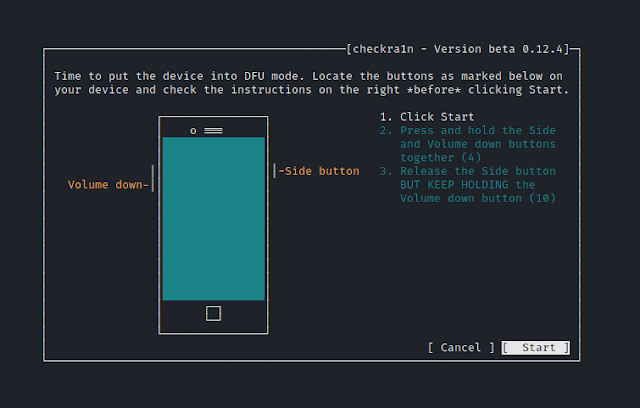 [checkra1n - Version beta 0.12.4]
Time to put the device into DFU mode. Locate the buttons as marked below on
your device and check the instructions on the right *before* clicking Start.
1. Click Start
2. Press and hold the Side
and Volume down buttons
together (4)
3. Release the Side button
BUT KEEP HOLDING the
Volume down button (10)
Volume down-
-Side button
[ Cancel ] [ Start ]